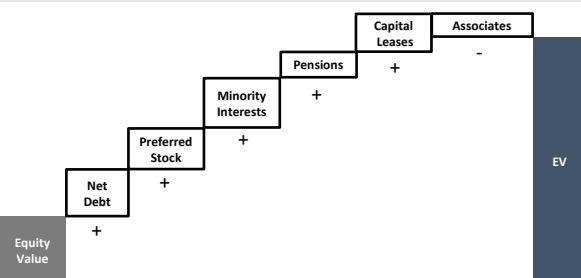 Capital
Leases
Associates
Pensions
+
-
Minority
Interests
+
Preferred
Stock
+
Net
Debt
+
+
EV
Equity
Value